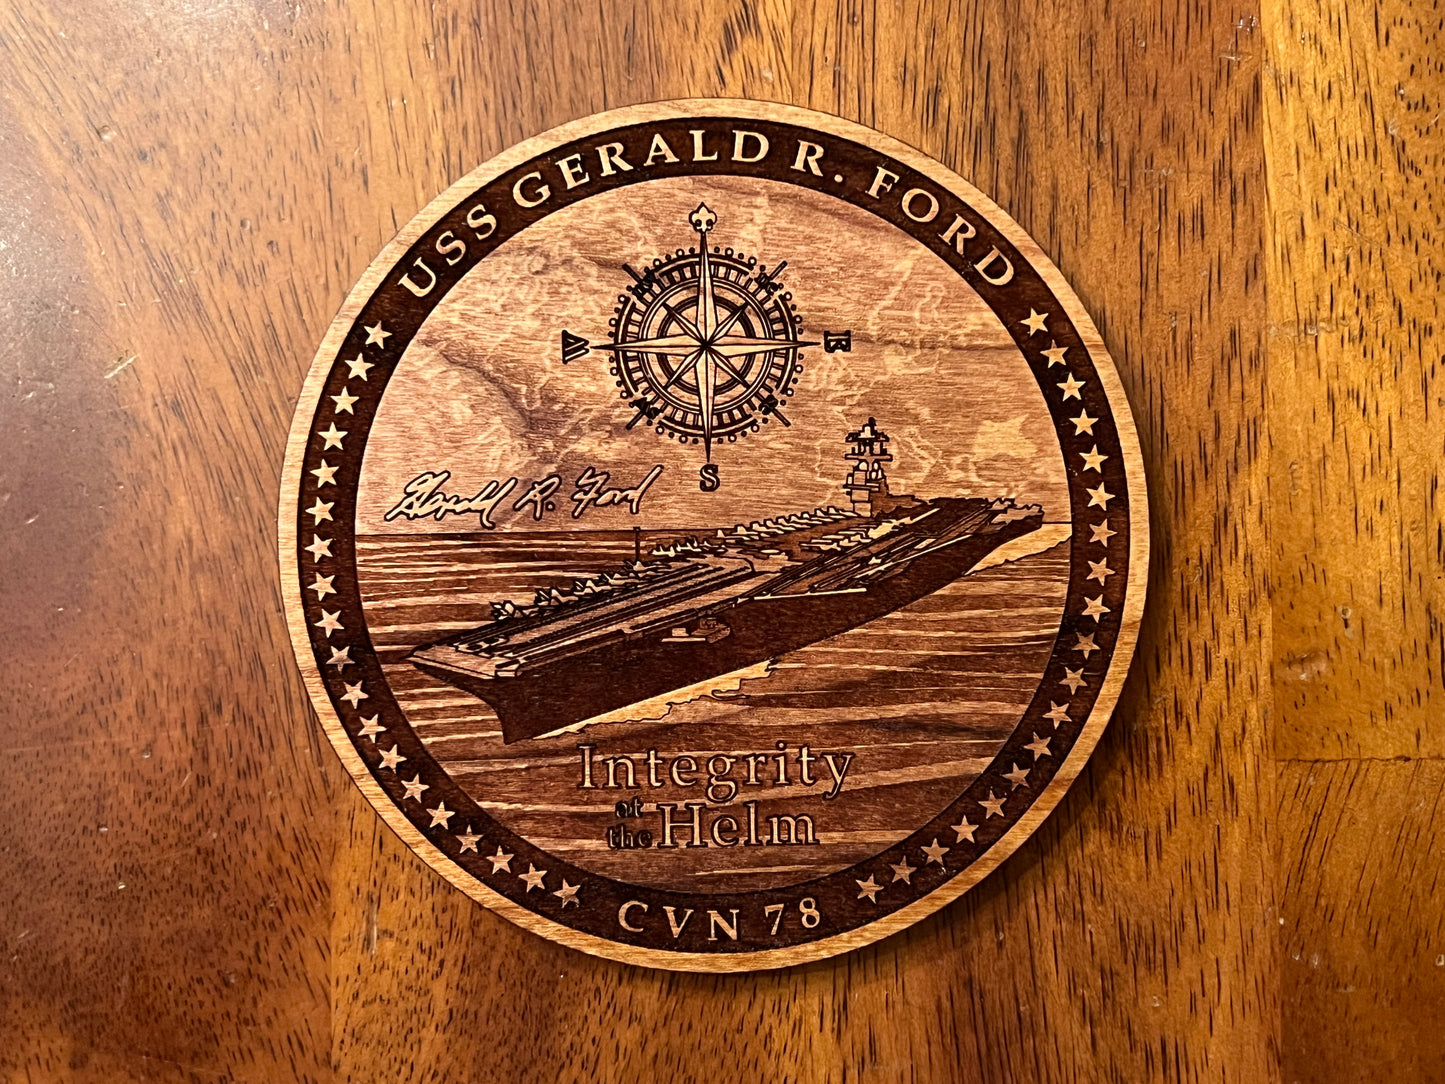 USS GERALD R. FORD
W
E
S
Gerald R. Ford
Integrity
at
the Helm
CVN 78